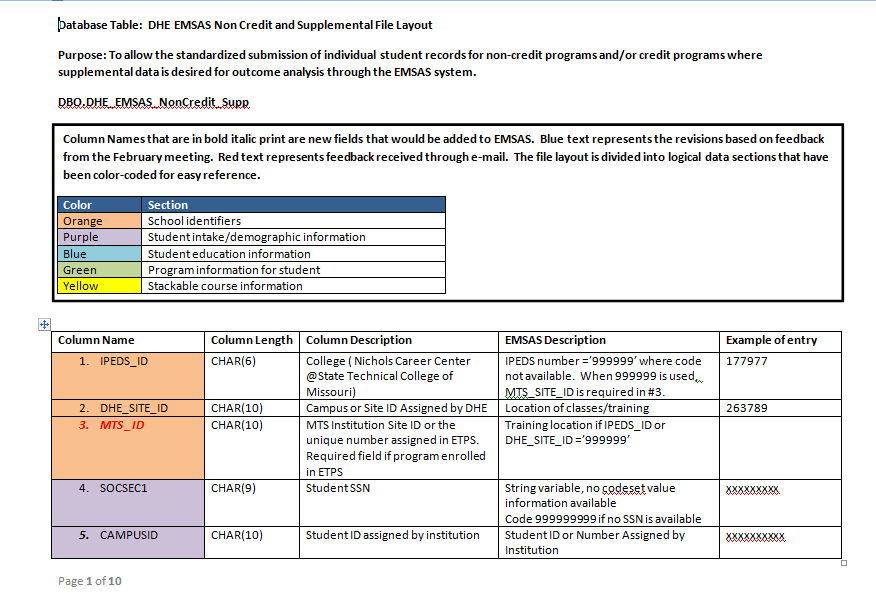 Database Table: DHE EMSAS Non Credit and Supplemental File Layout
Purpose: To allow the standardized submission of individual student records for non-credit programs and/or credit programs where
supplemental data is desired for outcome analysis through the EMSAS system.
DBO.DHE_EMSAS_NonCredit_Supp
Column Names that are in bold italic print are new fields that would be added to EMSAS. Blue text represents the revisions based on feedback
from the February meeting. Red text represents feedback received through e-mail. The file layout is divided into logical data sections that have
been color-coded for easy reference.
Color Section
Orange School identifiers
Purple Student intake/demographic information
Blue Student education information
Green Program information for student
Yellow Stackable course information
Column Name Column Length Column Description EMSAS Description Example of entry
1. IPEDS_ID CHAR(6) College ( Nichols Career Center IPEDS number ='999999' where code 177977
@State Technical College of not available. When 999999 is used,
Missouri) MTS_SITE_ID is required in #3.
2. DHE_SITE_ID CHAR(10) Campus or Site ID Assigned by DHE Location of classes/training 263789
3. MTS_ID CHAR(10) MTS Institution Site ID or the Training location if IPEDS_ID or
unique number assigned in ETPS. DHE_SITE_ID ='999999'
Required field if program enrolled
in ETPS
4. SOCSEC1 CHAR(9) Student SSN String variable, no codeset value xxxxxxxxx
information available
Code 999999999 if no SSN is available
5. CAMPUSID CHAR(10) Student ID assigned by institution Student ID or Number Assigned by xxxxxxxxxx
Institution
Page 1 of 10